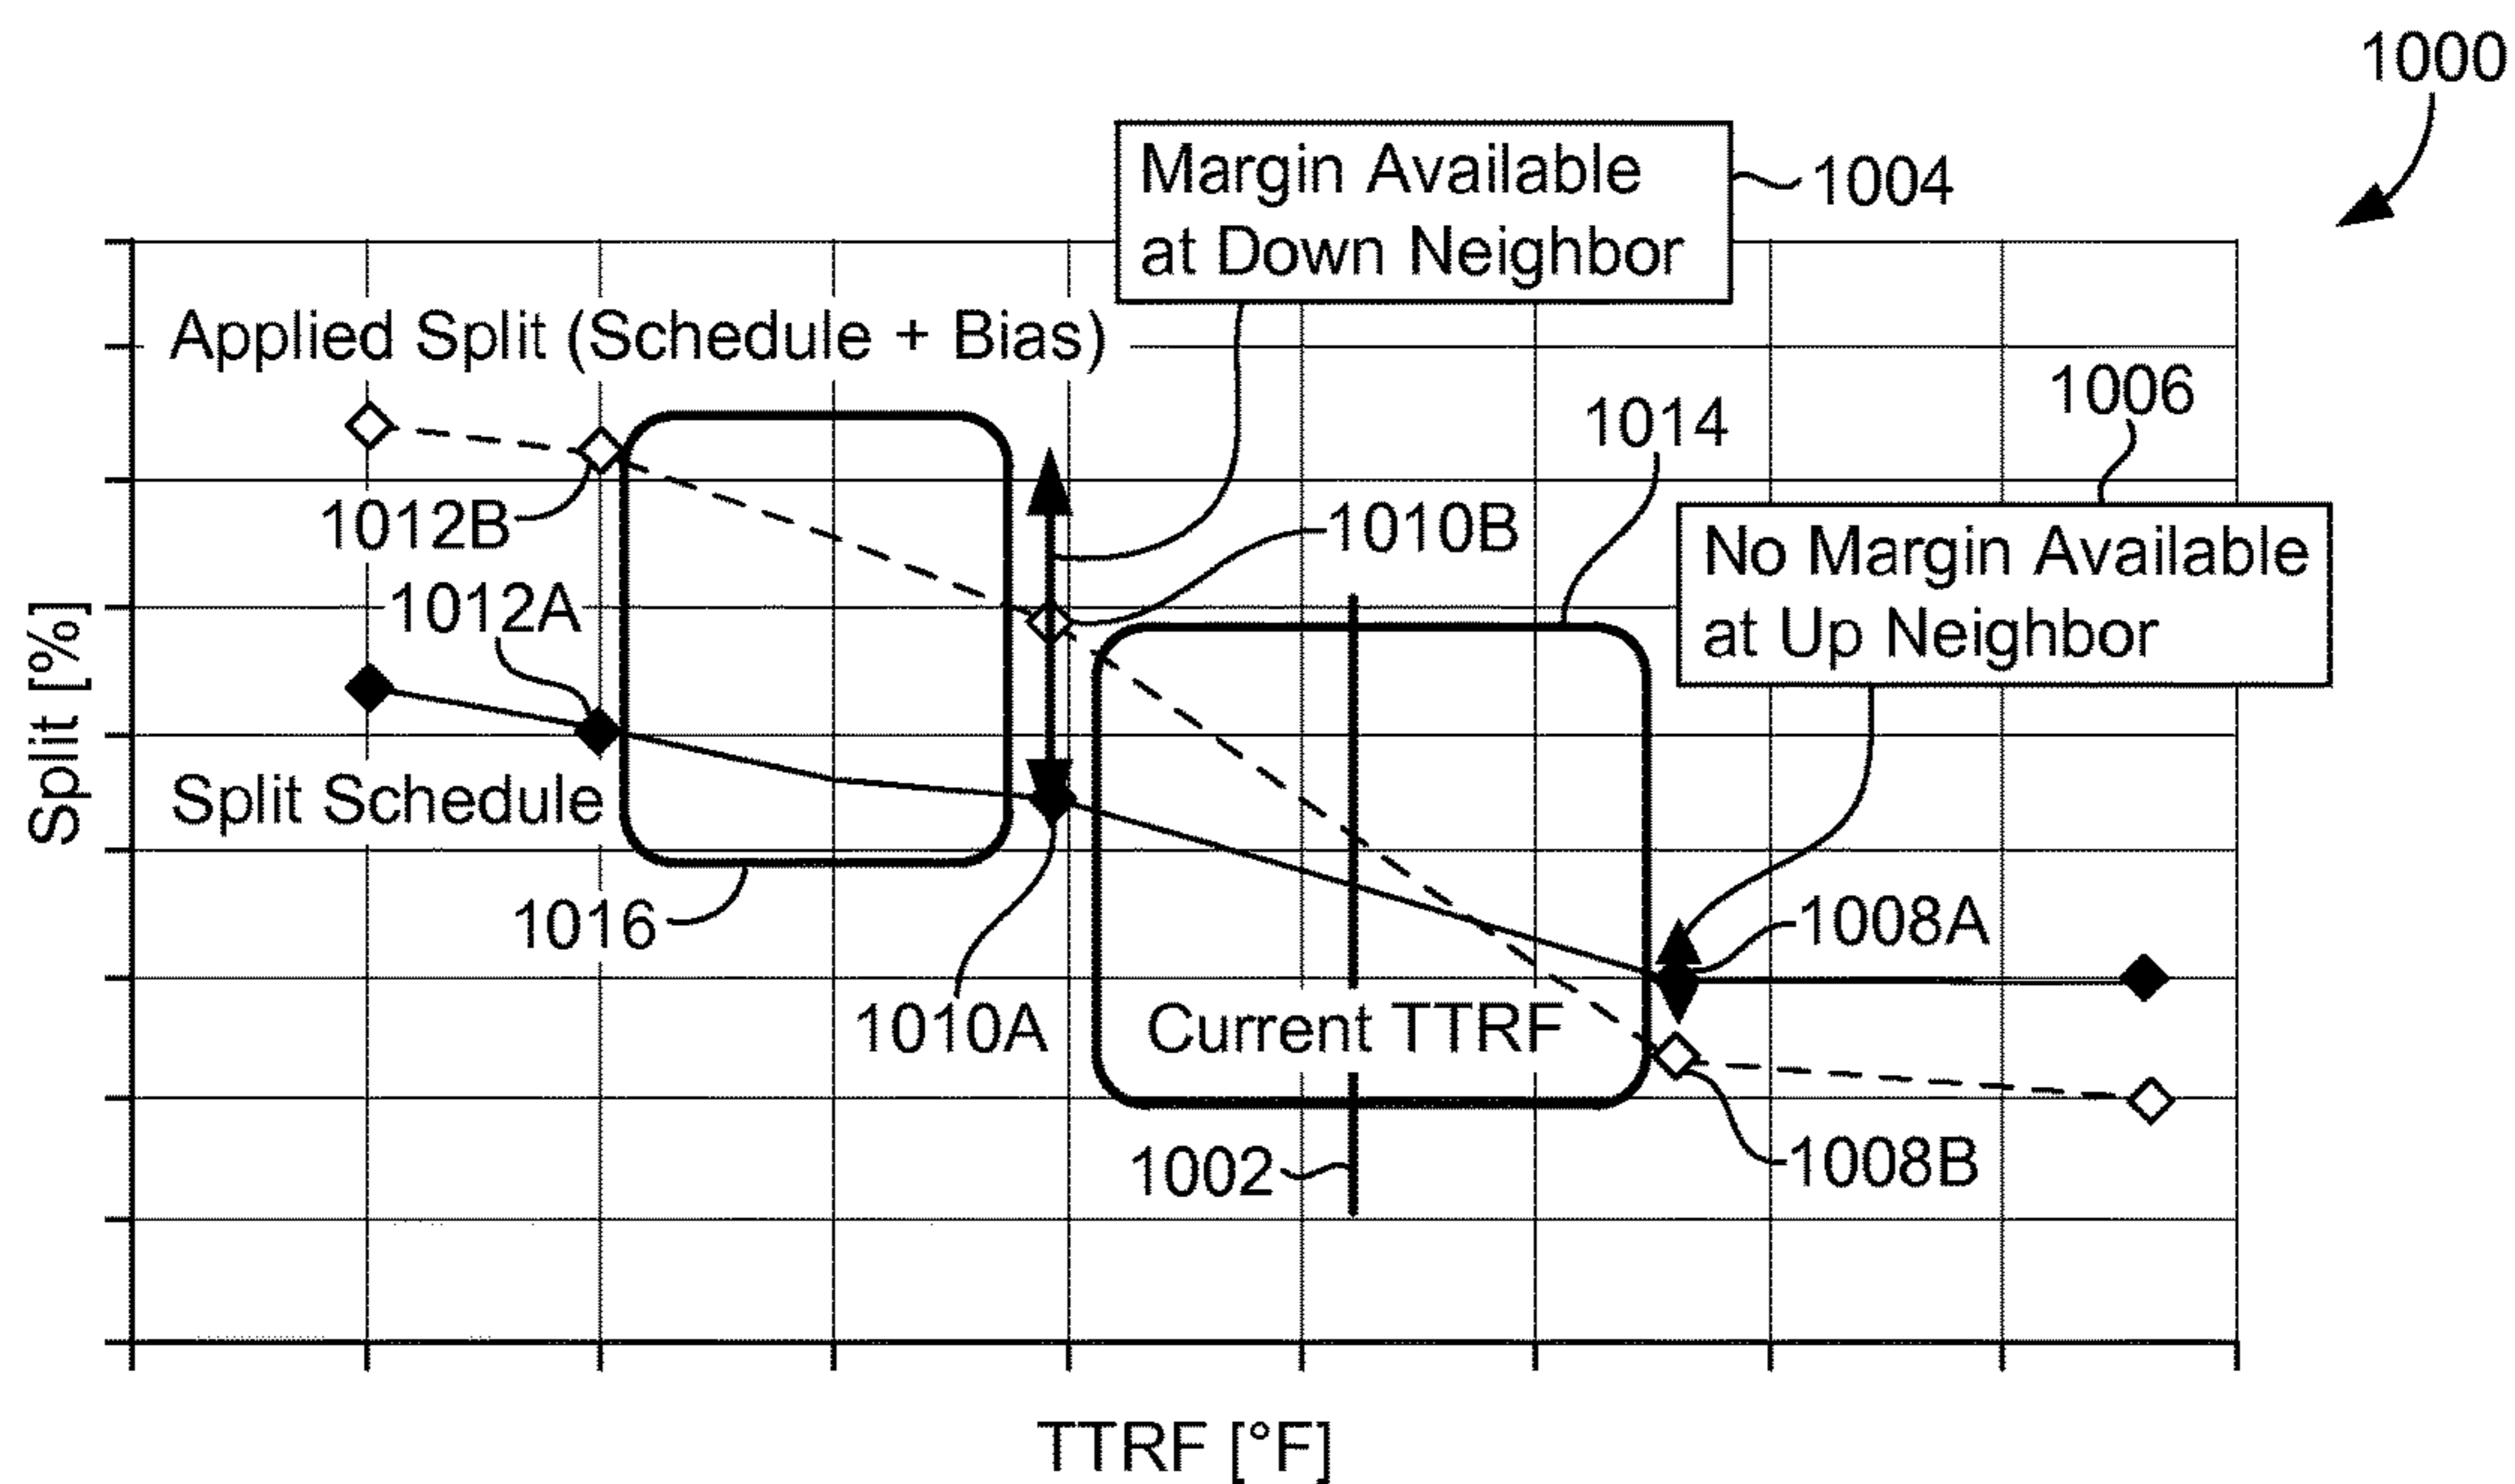 1000
Margin Available
at Down Neighbor
1004
Applied Split (Schedule + Bias)
1006
1014
1012B
1010B
No Margin Available
at Up Neighbor
1012A
Split [%]
Split Schedule
1016
1008A
1010A
Current TTRF
1002
1008B
TTRF [°F]